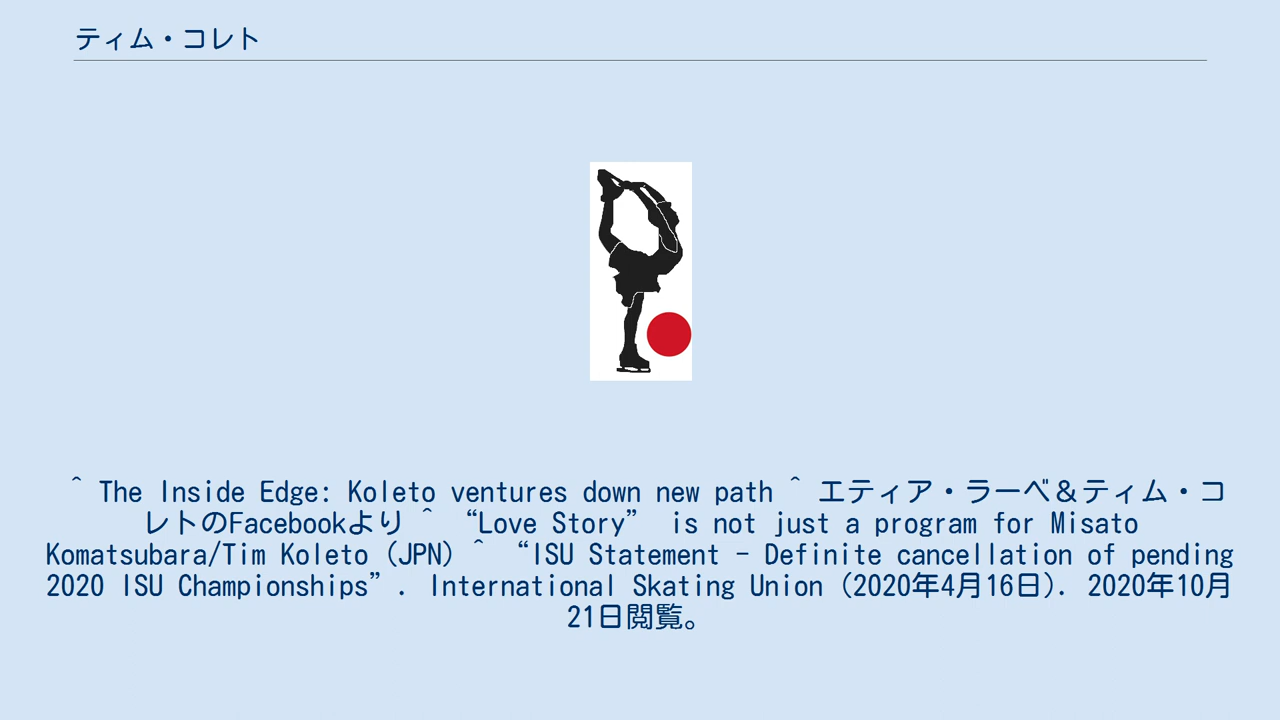 ティム・コレト
^ The Inside Edge: Koleto ventures down new path ^ エティア・ラーベ＆ティム・コ
レトのFacebookより ^ “Love Story” is not just a program for Misato
Komatsubara/Tim Koleto (JPN) ^ “ISU Statement - Definite cancellation of pending
2020 ISU Championships”. International Skating Union (2020年4月16日). 2020年10月
21日閲覧。